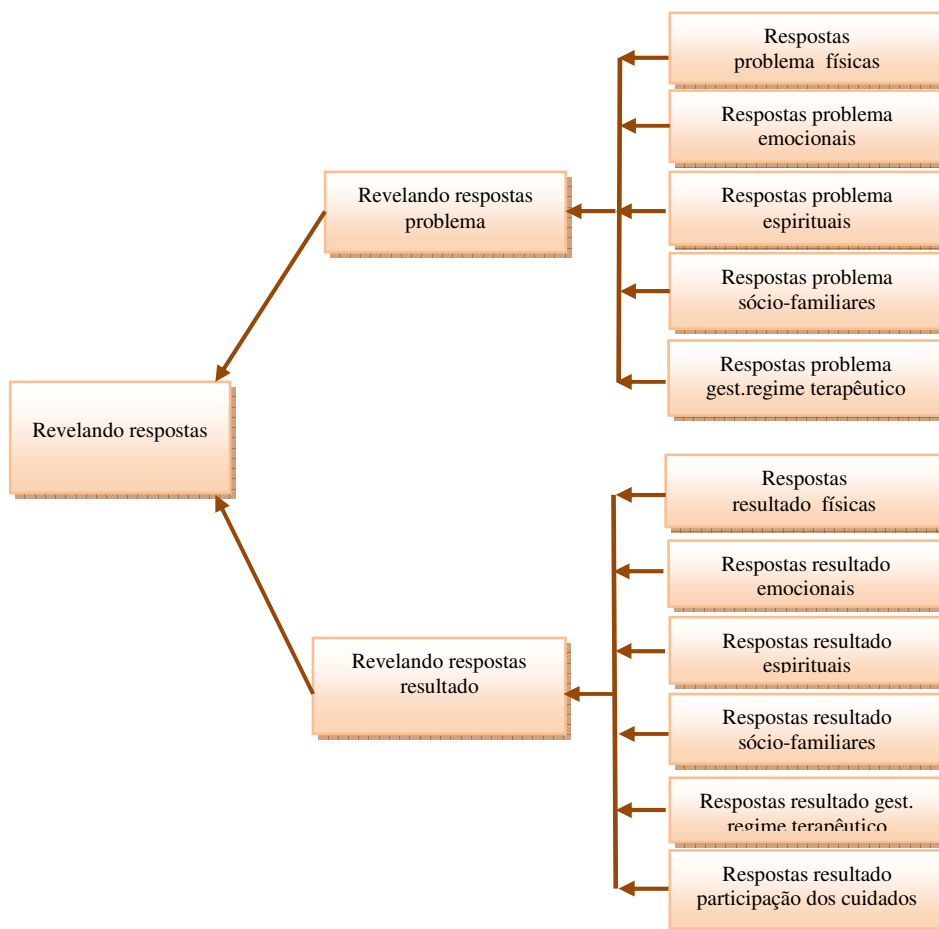 Respostas
problema físicas
Respostas problema
emocionais
Revelando respostas
problema
Respostas problema
espirituais
Respostas problema
sócio-familiares
Respostas problema
gest.regime terapêutico
Revelando respostas
Respostas
resultado físicas
Respostas resultado
emocionais
Revelando respostas
resultado
Respostas resultado
espirituais
Respostas resultado
sócio-familiares
Respostas resultado gest.
regime terapêutico
Respostas resultado
participação dos cuidados